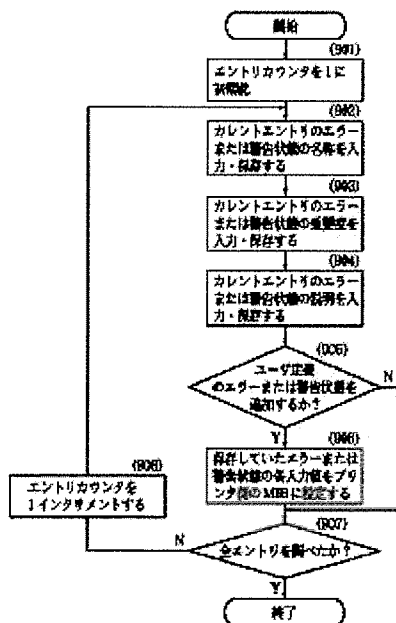 開始
(901)
エントリカウンタを1に
初期化
(902)
カレントエントリのエラー
または警告状態の名称を入
力・保存する
(903)
カレントエントリのエラー
または警告状態の重要度を
入力・保存する
(904)
カレントエントリのエラー
または警告状態の説明を入
力・保存する
(905)
ユーザ定義
のエラーまたは警告状態を
追加するか?
N
Y
(906)
保存していたエラーまたは
警告状態の各入力値をプリ
ンタ側のMIBに設定する
(908)
エントリカウンタを
1インクリメントする
(907)
全エントリを調べたか?
N
Y
終了